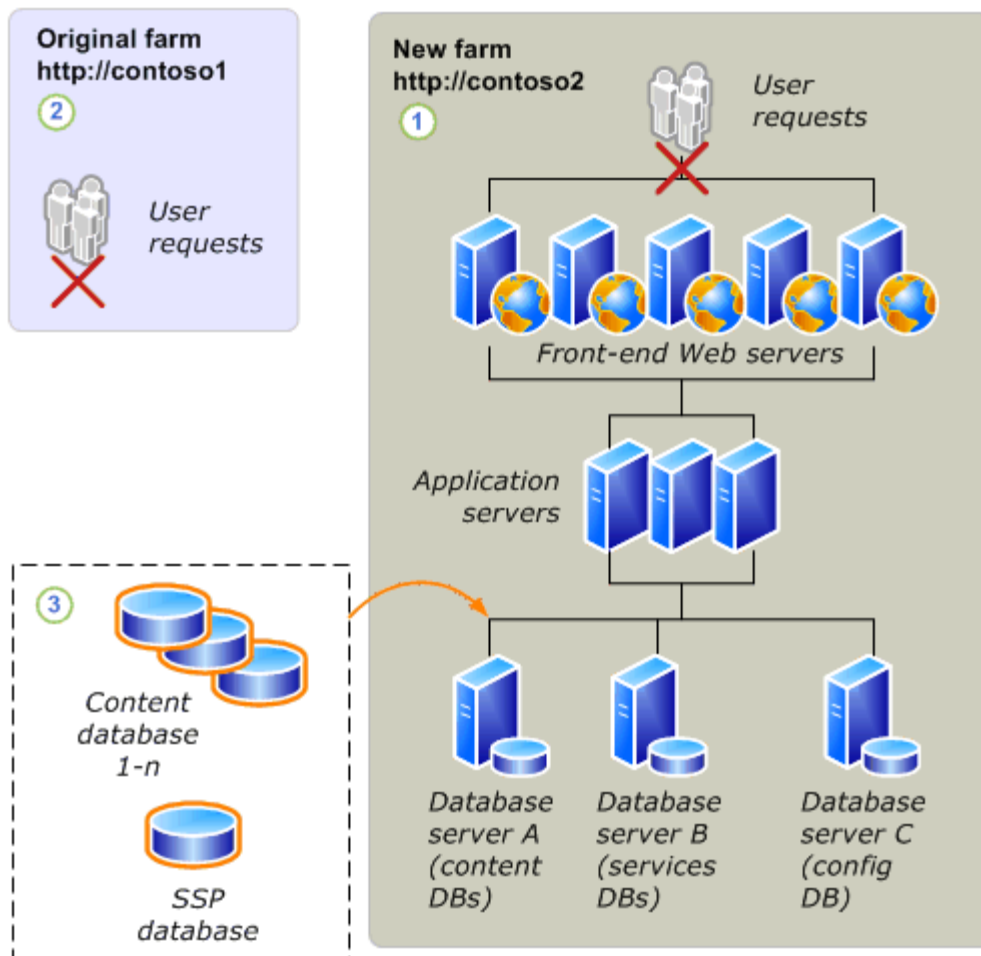 Original farm
http://contoso1
2
User
requests
New farm
http://contoso2
1
User
requests
Front-end Web servers
Application
servers
3
Content
database
1-n
SSP
database
Database
server A
(content
DBs)
Database
server B
(services
DBs)
Database
server C
(config
DB)